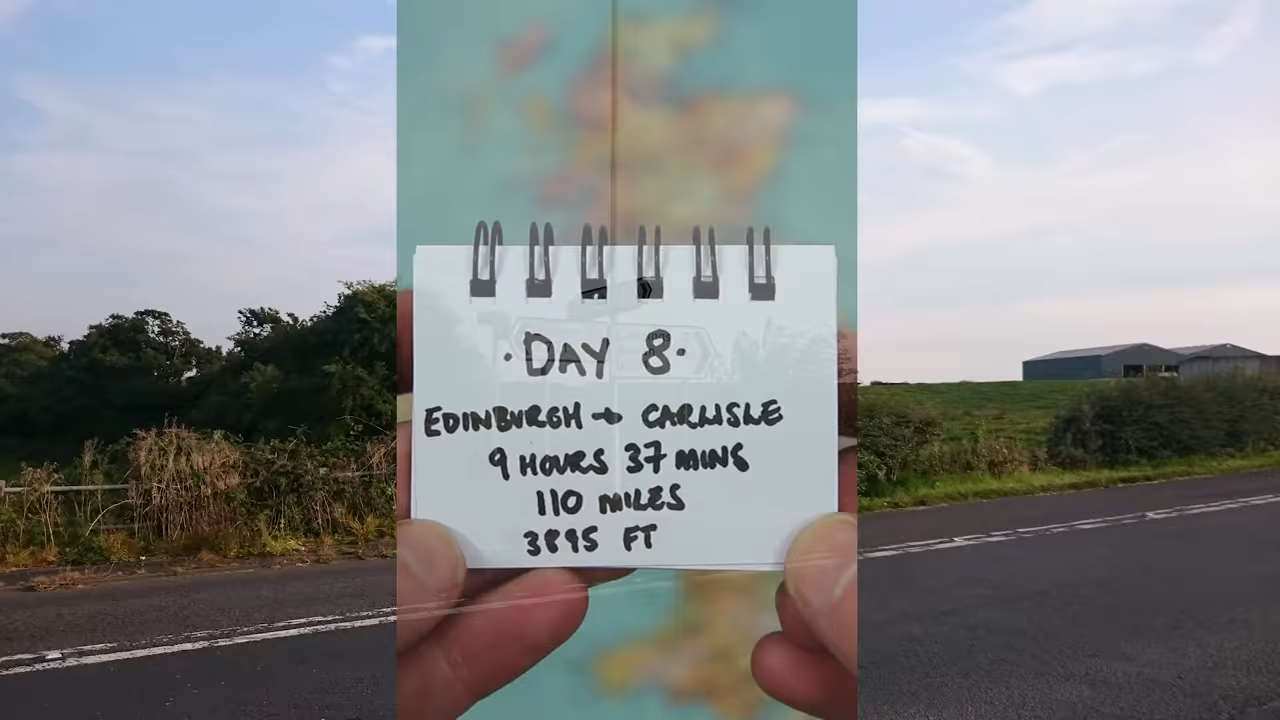 ·DAY 8·
EDINBURGH → CARLISLE
9 HOURS 37 MINS
110 MILES
3895 FT